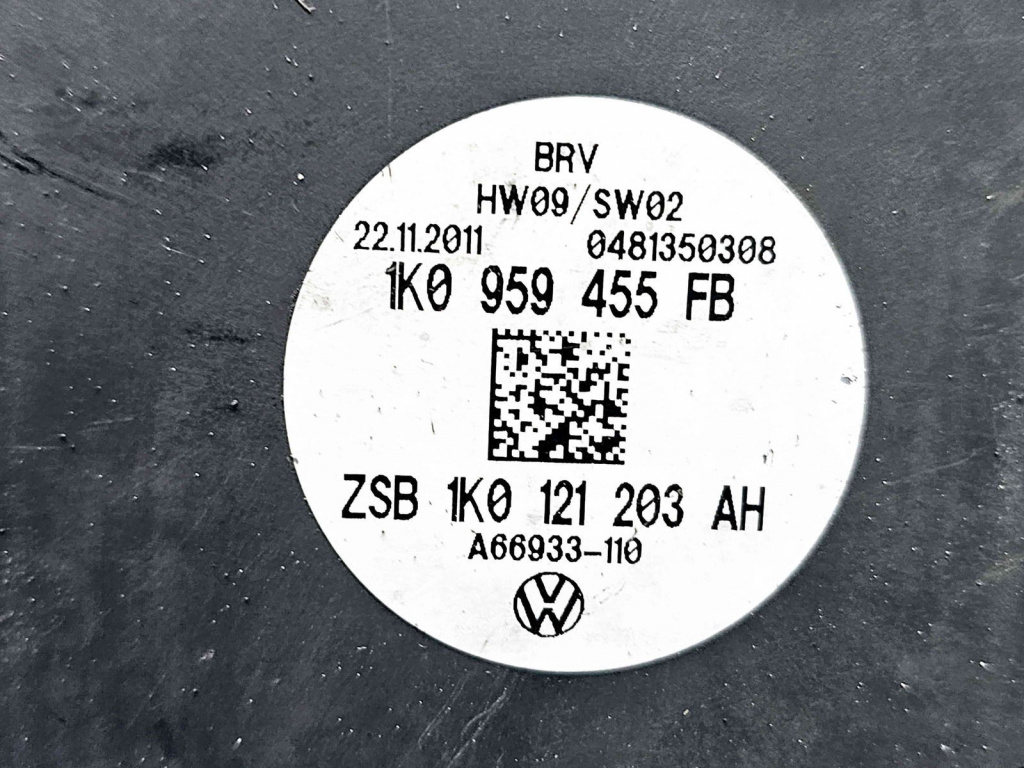 BRV
HW09/SW02
22.11.2011 0481350308
1K0 959 455 FB
ZSB 1K0 121 203 AH
A66933-110